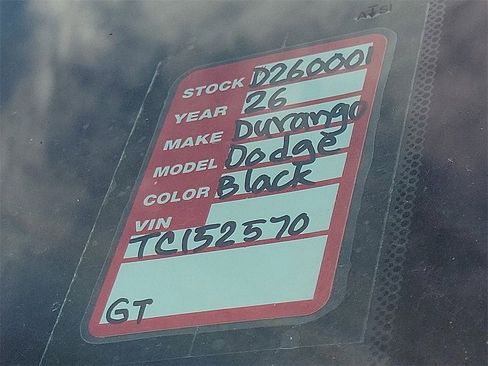 ATSI
STOCK D260001
YEAR 26
MAKE Durango
MODEL Dodge
COLOR Black
VIN
TC152570
GT